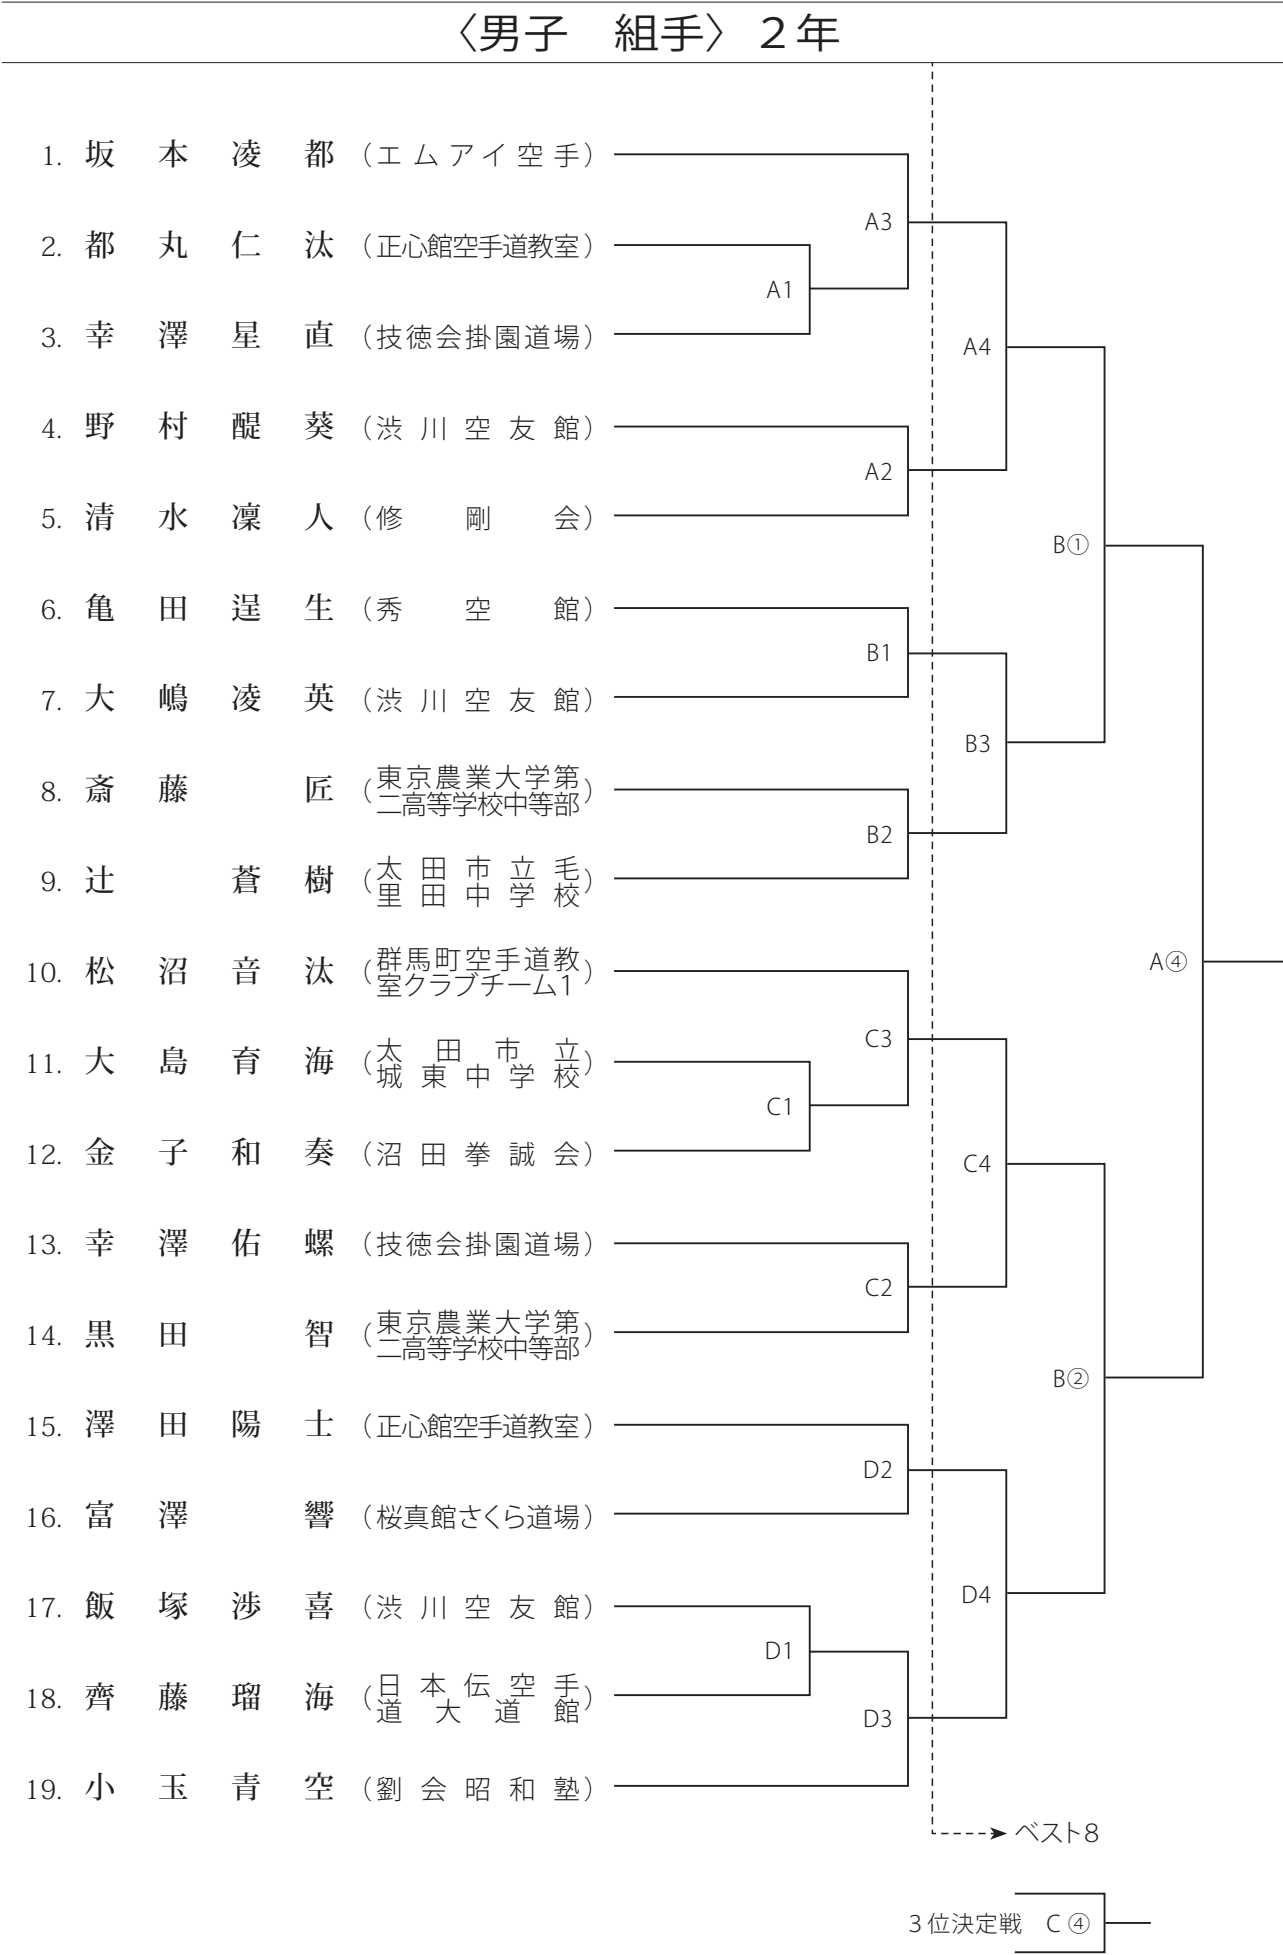 〈男子　組手〉２年
1. 坂本凌都（エムアイ空手）
A3
2. 都丸仁汰（正心館空手道教室）
A1
3. 幸澤星直（技徳会掛園道場）
A4
4. 野村醍葵（渋川空友館）
A2
5. 清水凜人（修剛会）
B①
6. 亀田逞生（秀空館）
B1
7. 大嶋凌英（渋川空友館）
B3
8. 斎藤匠（東京農業大学第
二高等学校中等部）
B2
9. 辻蒼樹（太田市立毛
里田中学校）
10. 松沼音汰（群馬町空手道教
室クラブチーム1）
A④
C3
11. 大島育海（太田市立
城東中学校）
C1
12. 金子和奏（沼田拳誠会）
C4
13. 幸澤佑螺（技徳会掛園道場）
C2
14. 黒田智（東京農業大学第
二高等学校中等部）
B②
15. 澤田陽士（正心館空手道教室）
D2
16. 富澤響（桜真館さくら道場）
D4
17. 飯塚渉喜（渋川空友館）
D1
18. 齊藤瑠海（日本伝空手
道大道館）
D3
19. 小玉青空（劉会昭和塾）
ベスト8
３位決定戦　C④